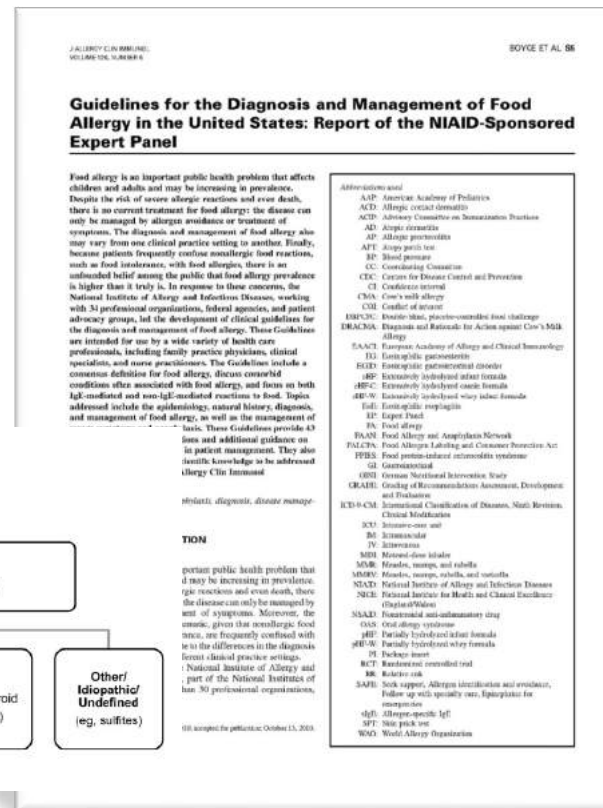 J ALLERGY CLIN IMMUNOL
VOLUME 126, NUMBER 6
BOYCE ET AL S5
Guidelines for the Diagnosis and Management of Food
Allergy in the United States: Report of the NIAID-Sponsored
Expert Panel
Food allergy is an important public health problem that affects
children and adults and may be increasing in prevalence.
Despite the risk of severe allergic reactions and even death,
there is no current treatment for food allergy: the disease can
only be managed by allergen avoidance or treatment of
symptoms. The diagnosis and management of food allergy also
may vary from one clinical practice setting to another. Finally,
because patients frequently confuse nonallergic food reactions,
such as food intolerance, with food allergies, there is an
unfounded belief among the public that food allergy prevalence
is higher than it truly is. In response to these concerns, the
National Institute of Allergy and Infectious Diseases, working
with 34 professional organizations, federal agencies, and patient
advocacy groups, led the development of clinical guidelines for
the diagnosis and management of food allergy. These Guidelines
are intended for use by a wide variety of health care
professionals, including family practice physicians, clinical
specialists, and nurse practitioners. The Guidelines include a
consensus definition for food allergy, discuss comorbid
conditions often associated with food allergy, and focus on both
IgE-mediated and non-IgE-mediated reactions to food. Topics
addressed include the epidemiology, natural history, diagnosis,
and management of food allergy, as well as the management of
These Guidelines provide 43
and additional guidance on
in patient management. They also
knowledge to be addressed
Allergy Clin Immunol
diagnosis, disease manage-
TION
important public health problem that
d may be increasing in prevalence.
rgic reactions and even death, there
the disease can only be managed by
ent of symptoms. Moreover, the
ematic, given that nonallergic food
rance, are frequently confused with
e to the differences in the diagnosis
ferent clinical practice settings.
National Institute of Allergy and
, part of the National Institutes of
han 30 professional organizations,
accepted for publication October 13, 2010.
Abbreviations used
AAP: American Academy of Pediatrics
ACD: Allergic contact dermatitis
ACIP: Advisory Committee on Immunization Practices
AD: Atopic dermatitis
AP: Allergic proctocolitis
APT: Atopy patch test
BP: Blood pressure
CC: Coordinating Committee
CDC: Centers for Disease Control and Prevention
CI: Confidence interval
CMA: Cow's milk allergy
COI: Conflict of interest
DBPCFC: Double-blind, placebo-controlled food challenge
DRACMA: Diagnosis and Rationale for Action against Cow's Milk
Allergy
EAACI: European Academy of Allergy and Clinical Immunology
EG: Eosinophilic gastroenteritis
EGID: Eosinophilic gastrointestinal disorder
eHF: Extensively hydrolyzed infant formula
eHF-C: Extensively hydrolyzed casein formula
eHF-W: Extensively hydrolyzed whey infant formula
EoE: Eosinophilic esophagitis
EP: Expert Panel
FA: Food allergy
FAAN: Food Allergy and Anaphylaxis Network
FALCPA: Food Allergen Labeling and Consumer Protection Act
FPIES: Food protein-induced enterocolitis syndrome
GI: Gastrointestinal
GINI: German Nutritional Intervention Study
GRADE: Grading of Recommendations Assessment, Development
and Evaluation
ICD-9-CM: International Classification of Diseases, Ninth Revision,
Clinical Modification
ICU: Intensive-care unit
IM: Intramuscular
IV: Intravenous
MDI: Metered-dose inhaler
MMR: Measles, mumps, and rubella
MMRV: Measles, mumps, rubella, and varicella
NIAID: National Institute of Allergy and Infectious Diseases
NICE: National Institute for Health and Clinical Excellence
(England/Wales)
NSAID: Nonsteroidal anti-inflammatory drug
OAS: Oral allergy syndrome
pHF: Partially hydrolyzed infant formula
pHF-W: Partially hydrolyzed whey formula
PI: Package insert
RCT: Randomized controlled trial
RR: Relative risk
SAFE: Seek support, Allergen identification and avoidance,
Follow up with specialty care, Epinephrine for
emergencies
sIgE: Allergen-specific IgE
SPT: Skin prick test
WAO: World Allergy Organization
roid
)
Other/
Idiopathic/
Undefined
(eg, sulfites)